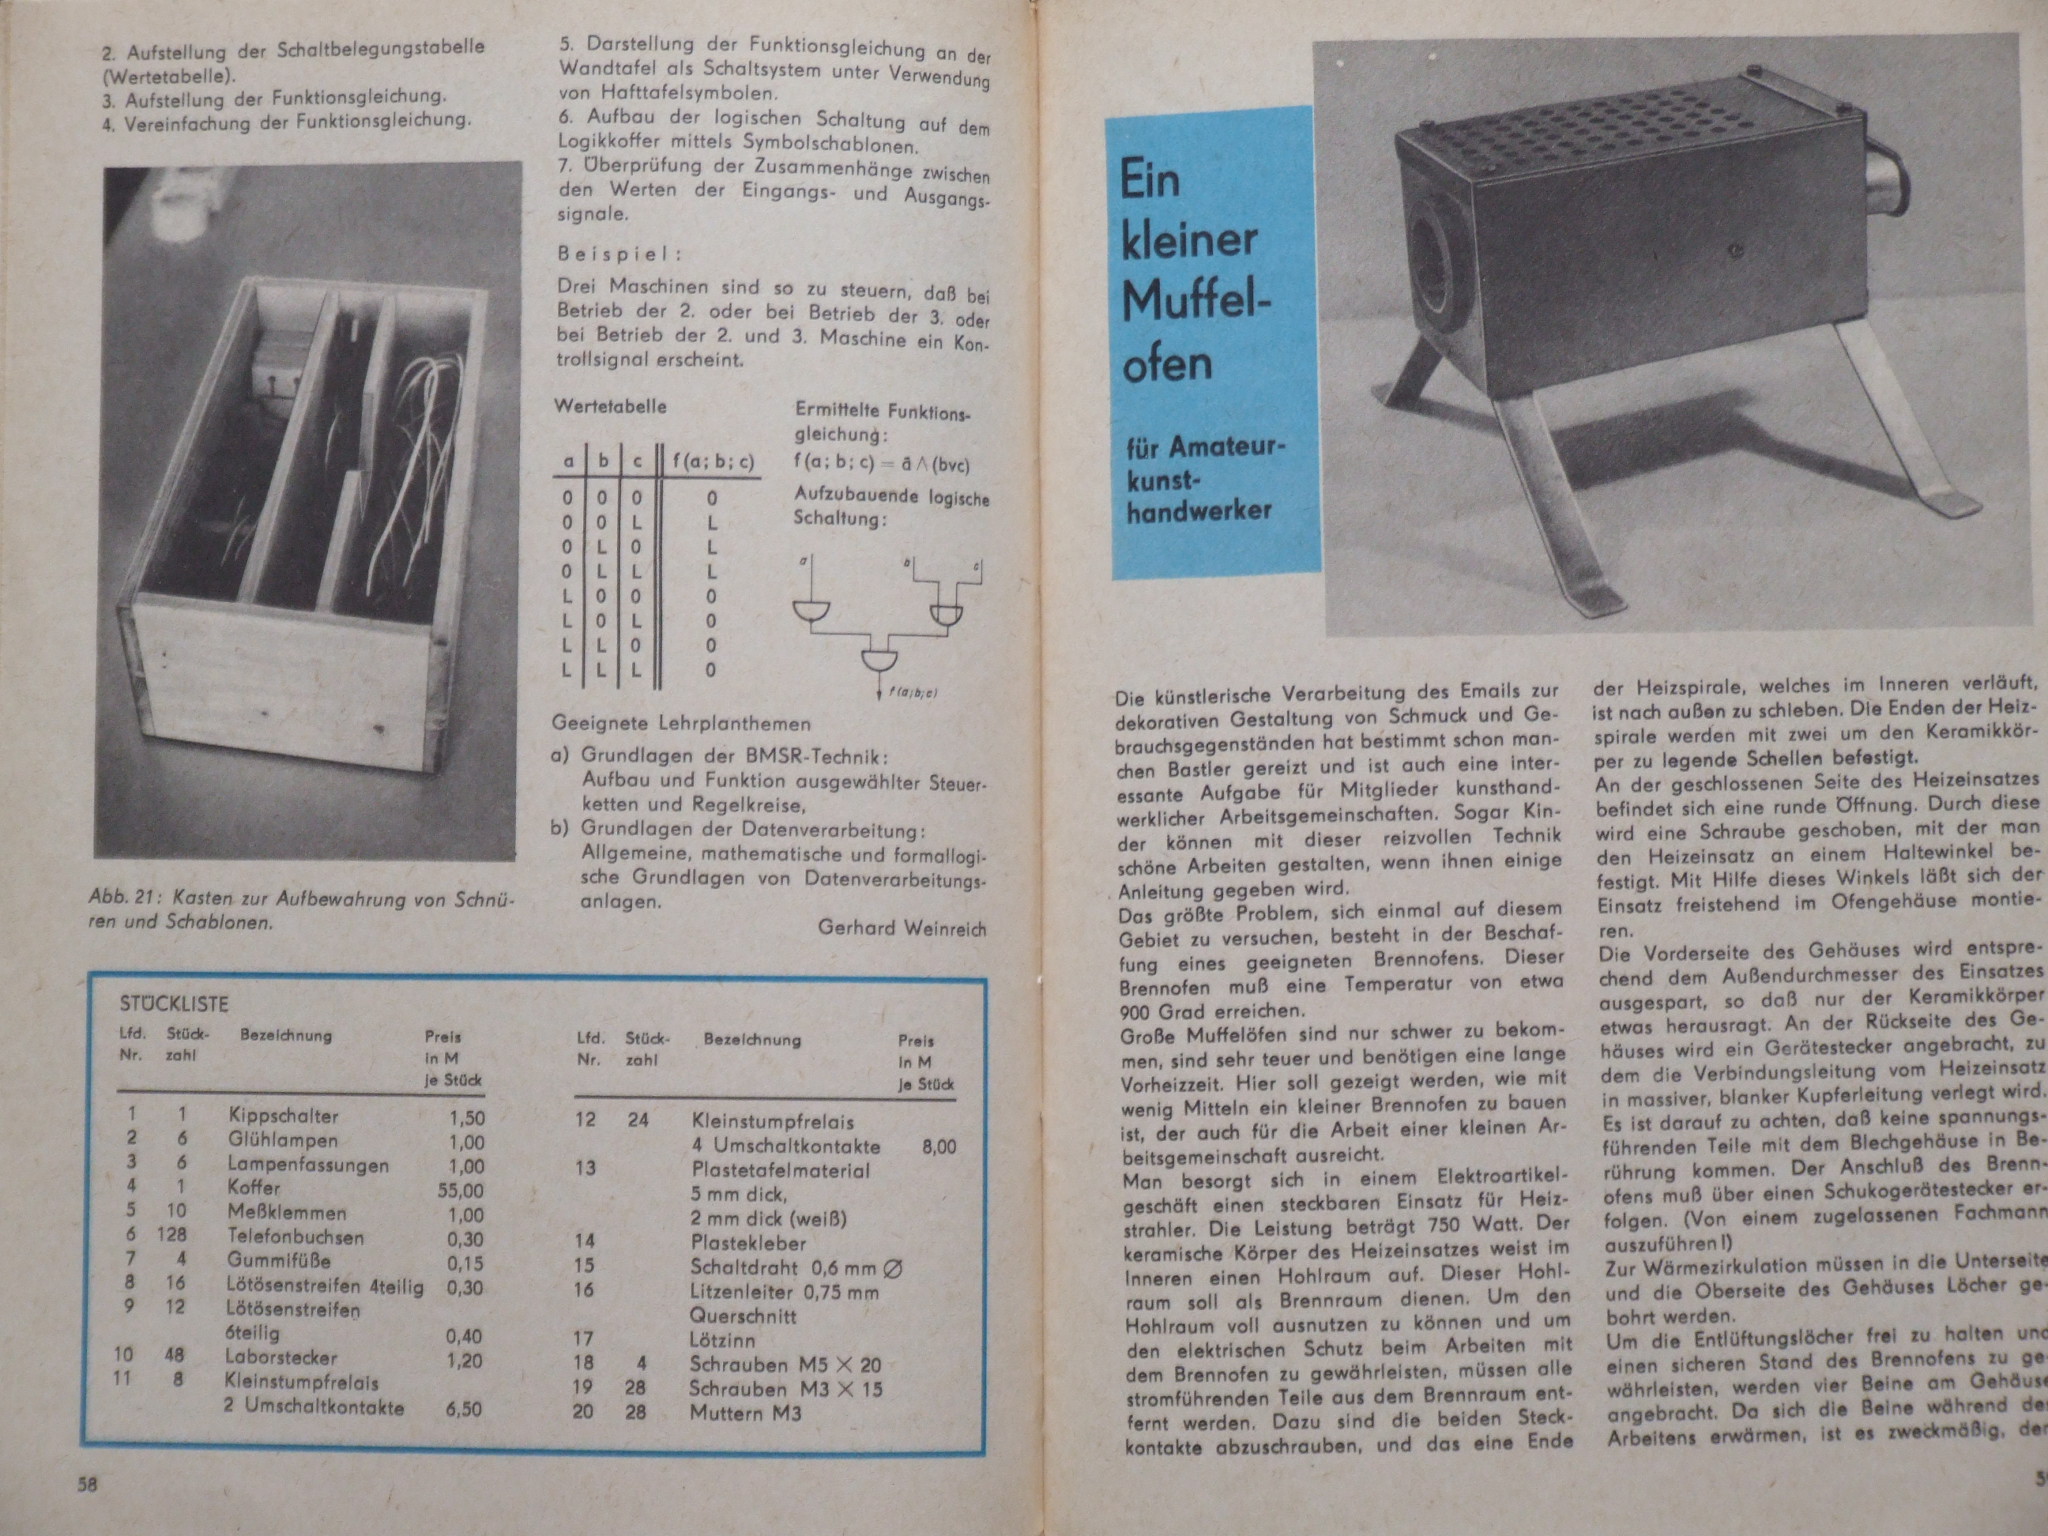 2. Aufstellung der Schaltbelegungstabelle
(Wertetabelle).
3. Aufstellung der Funktionsgleichung.
4. Vereinfachung der Funktionsgleichung.
Abb. 21: Kasten zur Aufbewahrung von Schnü-
ren und Schablonen.
5. Darstellung der Funktionsgleichung an der
Wandtafel als Schaltsystem unter Verwendung
von Hafttafelsymbolen.
6. Aufbau der logischen Schaltung auf dem
Logikkoffer mittels Symbolschablonen.
7. Überprüfung der Zusammenhänge zwischen
den Werten der Eingangs- und Ausgangs-
signale.
Beispiel:
Drei Maschinen sind so zu steuern, daß bei
Betrieb der 2. oder bei Betrieb der 3. oder
bei Betrieb der 2. und 3. Maschine ein Kon-
trollsignal erscheint.
Wertetabelle
a b c f (a; b; c)
0 0 0 0
0 0 L L
0 L 0 L
0 L L L
L 0 0 0
L 0 L 0
L L 0 0
L L L 0
Ermittelte Funktions-
gleichung:
f (a; b; c) = ā ∧ (bvc)
Aufzubauende logische
Schaltung:
a b c
f (a;b;c)
Geeignete Lehrplanthemen
a) Grundlagen der BMSR-Technik:
Aufbau und Funktion ausgewählter Steuer-
ketten und Regelkreise,
b) Grundlagen der Datenverarbeitung:
Allgemeine, mathematische und formallogi-
sche Grundlagen von Datenverarbeitungs-
anlagen.
Gerhard Weinreich
STÜCKLISTE
Lfd. Stück- Bezeichnung Preis
Nr. zahl in M
je Stück
1 1 Kippschalter 1,50
2 6 Glühlampen 1,00
3 6 Lampenfassungen 1,00
4 1 Koffer 55,00
5 10 Meßklemmen 1,00
6 128 Telefonbuchsen 0,30
7 4 Gummifüße 0,15
8 16 Lötösenstreifen 4teilig 0,30
9 12 Lötösenstreifen
6teilig 0,40
10 48 Laborstecker 1,20
11 8 Kleinstumpfrelais
2 Umschaltkontakte 6,50
Lfd. Stück- Bezeichnung Preis
Nr. zahl in M
je Stück
12 24 Kleinstumpfrelais
4 Umschaltkontakte 8,00
13 Plastetafelmaterial
5 mm dick,
2 mm dick (weiß)
14 Plastekleber
15 Schaltdraht 0,6 mm Ø
16 Litzenleiter 0,75 mm
Querschnitt
17 Lötzinn
18 4 Schrauben M5 × 20
19 28 Schrauben M3 × 15
20 28 Muttern M3
58
Ein
kleiner
Muffel-
ofen
für Amateur-
kunst-
handwerker
Die künstlerische Verarbeitung des Emails zur
dekorativen Gestaltung von Schmuck und Ge-
brauchsgegenständen hat bestimmt schon man-
chen Bastler gereizt und ist auch eine inter-
essante Aufgabe für Mitglieder kunsthand-
werklicher Arbeitsgemeinschaften. Sogar Kin-
der können mit dieser reizvollen Technik
schöne Arbeiten gestalten, wenn ihnen einige
Anleitung gegeben wird.
Das größte Problem, sich einmal auf diesem
Gebiet zu versuchen, besteht in der Beschaf-
fung eines geeigneten Brennofens. Dieser
Brennofen muß eine Temperatur von etwa
900 Grad erreichen.
Große Muffelöfen sind nur schwer zu bekom-
men, sind sehr teuer und benötigen eine lange
Vorheizzeit. Hier soll gezeigt werden, wie mit
wenig Mitteln ein kleiner Brennofen zu bauen
ist, der auch für die Arbeit einer kleinen Ar-
beitsgemeinschaft ausreicht.
Man besorgt sich in einem Elektroartikel-
geschäft einen steckbaren Einsatz für Heiz-
strahler. Die Leistung beträgt 750 Watt. Der
keramische Körper des Heizeinsatzes weist im
Inneren einen Hohlraum auf. Dieser Hohl-
raum soll als Brennraum dienen. Um den
Hohlraum voll ausnutzen zu können und um
den elektrischen Schutz beim Arbeiten mit
dem Brennofen zu gewährleisten, müssen alle
stromführenden Teile aus dem Brennraum ent-
fernt werden. Dazu sind die beiden Steck-
kontakte abzuschrauben, und das eine Ende
der Heizspirale, welches im Inneren verläuft,
ist nach außen zu schieben. Die Enden der Heiz-
spirale werden mit zwei um den Keramikkör-
per zu legende Schellen befestigt.
An der geschlossenen Seite des Heizeinsatzes
befindet sich eine runde Öffnung. Durch diese
wird eine Schraube geschoben, mit der man
den Heizeinsatz an einem Haltewinkel be-
festigt. Mit Hilfe dieses Winkels läßt sich der
Einsatz freistehend im Ofengehäuse montie-
ren.
Die Vorderseite des Gehäuses wird entspre-
chend dem Außendurchmesser des Einsatzes
ausgespart, so daß nur der Keramikkörper
etwas herausragt. An der Rückseite des Ge-
häuses wird ein Gerätestecker angebracht, zu
dem die Verbindungsleitung vom Heizeinsatz
in massiver, blanker Kupferleitung verlegt wird.
Es ist darauf zu achten, daß keine spannungs-
führenden Teile mit dem Blechgehäuse in Be-
rührung kommen. Der Anschluß des Brenn-
ofens muß über einen Schukogerätestecker er-
folgen. (Von einem zugelassenen Fachmann
auszuführen!)
Zur Wärmezirkulation müssen in die Unterseite
und die Oberseite des Gehäuses Löcher ge-
bohrt werden.
Um die Entlüftungslöcher frei zu halten und
einen sicheren Stand des Brennofens zu ge-
währleisten, werden vier Beine am Gehäuse
angebracht. Da sich die Beine während des
Arbeitens erwärmen, ist es zweckmäßig, den